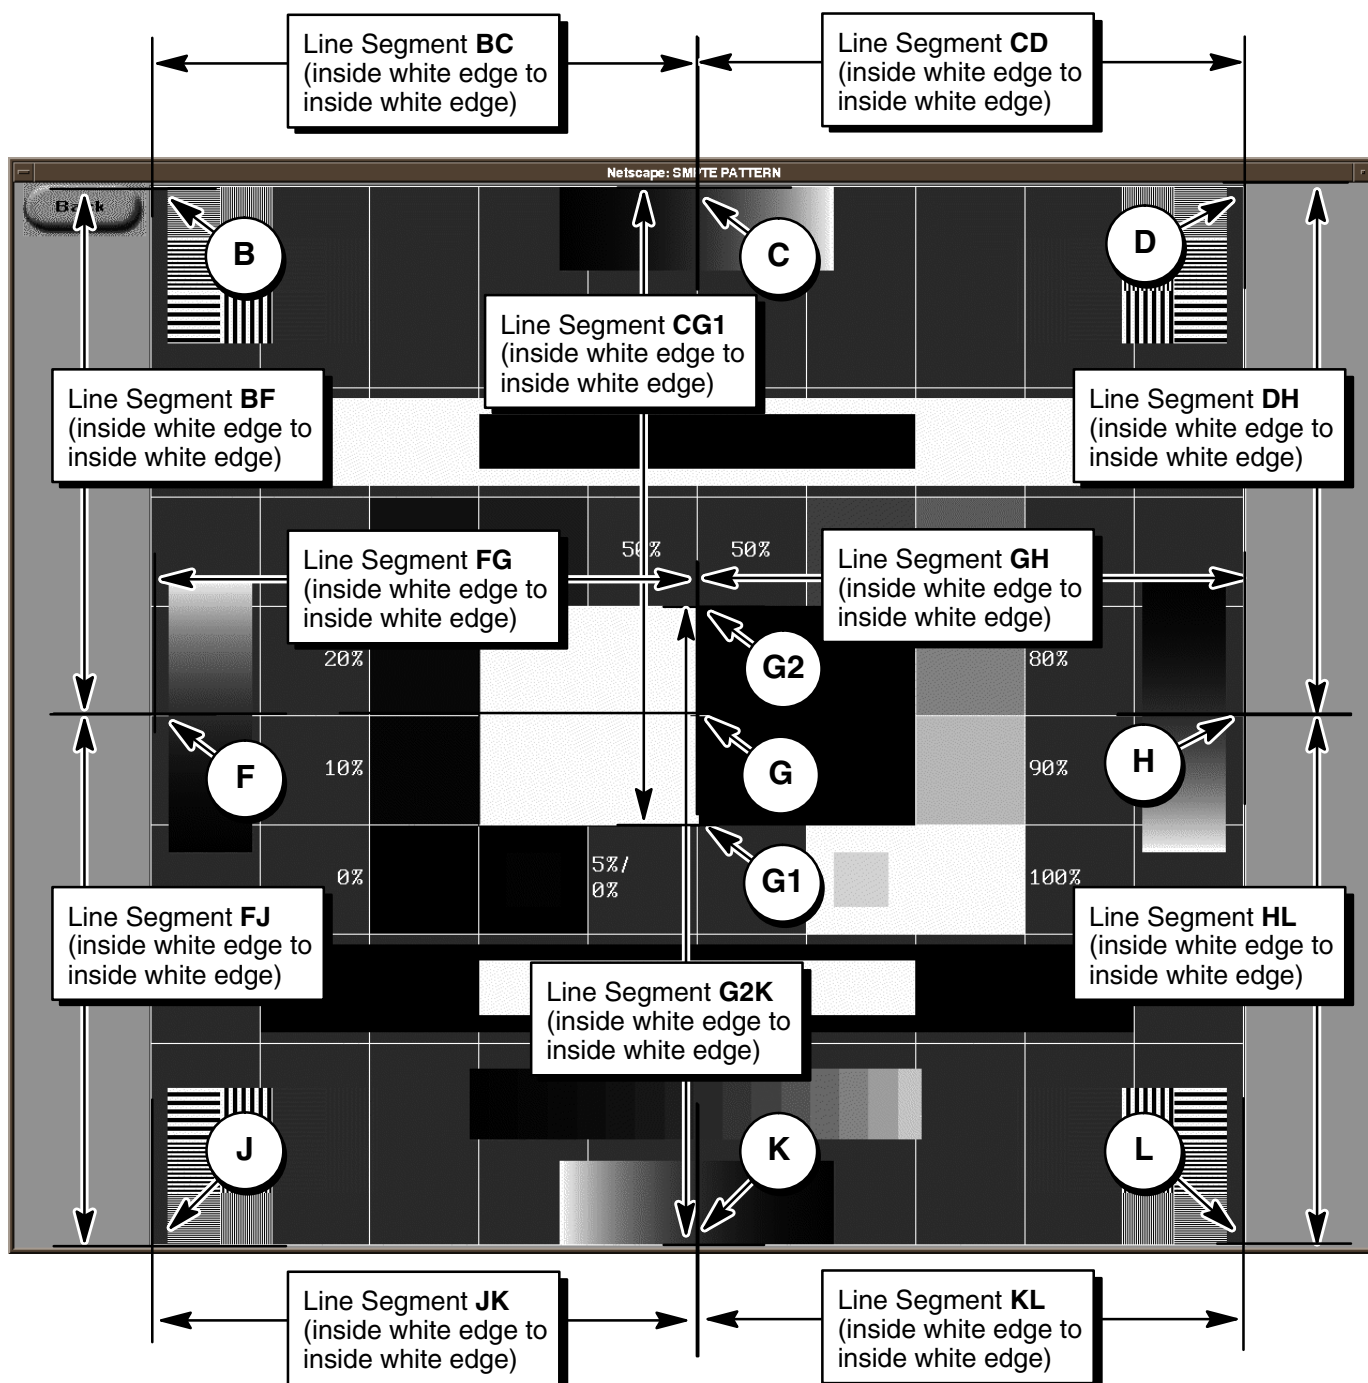 Line Segment BC
(inside white edge to
inside white edge)
Line Segment CD
(inside white edge to
inside white edge)
Netscape: SMPTE PATTERN
Back
B
C
D
Line Segment CG1
(inside white edge to
inside white edge)
Line Segment BF
(inside white edge to
inside white edge)
Line Segment DH
(inside white edge to
inside white edge)
50%
50%
Line Segment FG
(inside white edge to
inside white edge)
Line Segment GH
(inside white edge to
inside white edge)
20%
G2
80%
F
10%
G
90%
H
0%
5%/
0%
G1
100%
Line Segment FJ
(inside white edge to
inside white edge)
Line Segment HL
(inside white edge to
inside white edge)
Line Segment G2K
(inside white edge to
inside white edge)
J
K
L
Line Segment JK
(inside white edge to
inside white edge)
Line Segment KL
(inside white edge to
inside white edge)